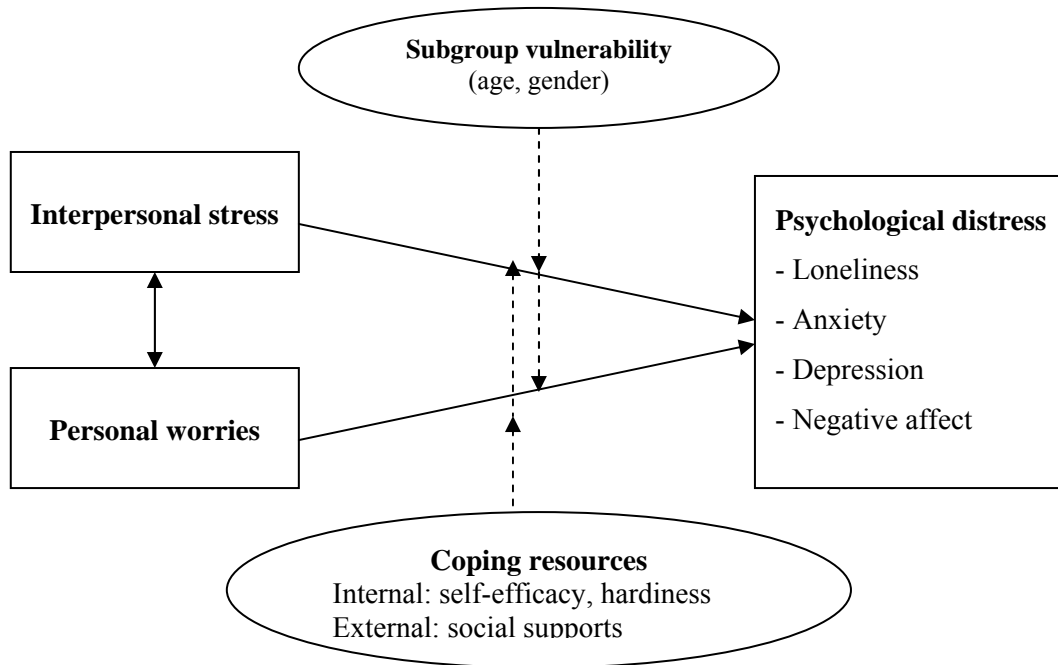 Subgroup vulnerability
(age, gender)
Interpersonal stress
Personal worries
Psychological distress
- Loneliness
- Anxiety
- Depression
- Negative affect
Coping resources
Internal: self-efficacy, hardiness
External: social supports